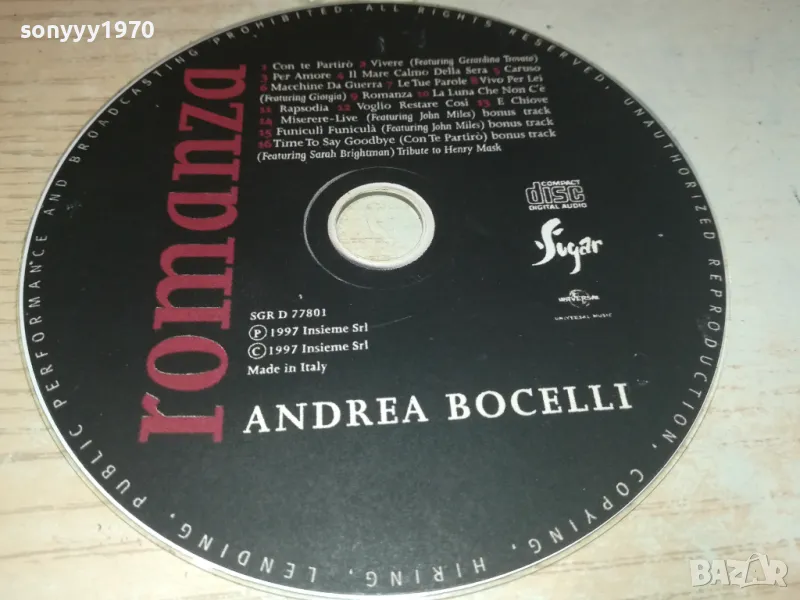 sonyyy1970
UNAUTHORIZED REPRODUCTION, COPYING, HIRING, LENDING, PUBLIC PERFORMANCE AND BROADCASTING PROHIBITED. ALL RIGHTS RESERVED.
romanza
1 Con te Partirò 2 Vivere (Featuring Gerardina Trovato)
3 Per Amore 4 Il Mare Calmo Della Sera 5 Caruso
6 Macchine Da Guerra 7 Le Tue Parole 8 Vivo Per Lei
(Featuring Giorgia) 9 Romanza 10 La Luna Che Non C'è
11 Rapsodia 12 Voglio Restare Cosi 13 E Chiove
14 Miserere-Live (Featuring John Miles) bonus track
15 Funiculì Funiculà (Featuring John Miles) bonus track
16 Time To Say Goodbye (Con Te Partirò) bonus track
(Featuring Sarah Brightman) Tribute to Henry Mask
COMPACT
disc
DIGITAL AUDIO
Sugar
UNIVERSAL
UNIVERSAL MUSIC
SGR D 77801
Ⓟ 1997 Insieme Srl
© 1997 Insieme Srl
Made in Italy
ANDREA BOCELLI
BAZAR